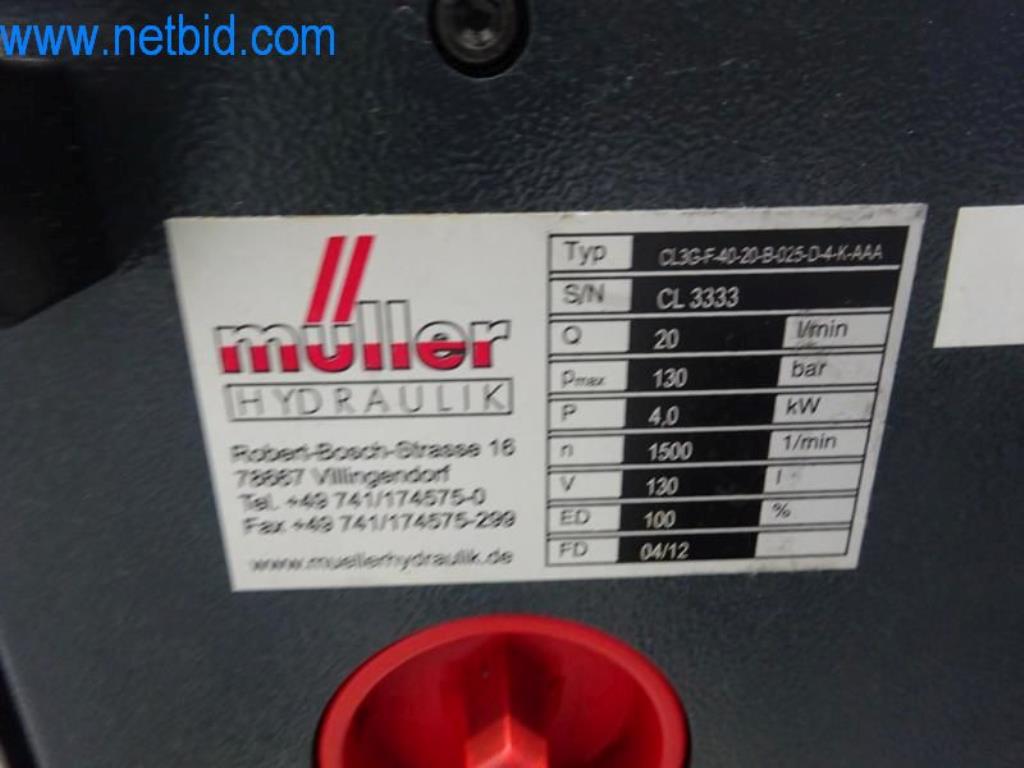 www.netbid.com
müller
HYDRAULIK
Robert-Bosch-Strasse 16
78667 Villingendorf
Tel. +49 741/174575-0
Fax +49 741/174575-299
www.muellerhydraulik.de
Typ CL3G-F-40-20-B-025-D-4-K-AAA
S/N CL 3333
Q 20 l/min
pmax 130 bar
P 4,0 kW
n 1500 1/min
V 130 l
ED 100 %
FD 04/12